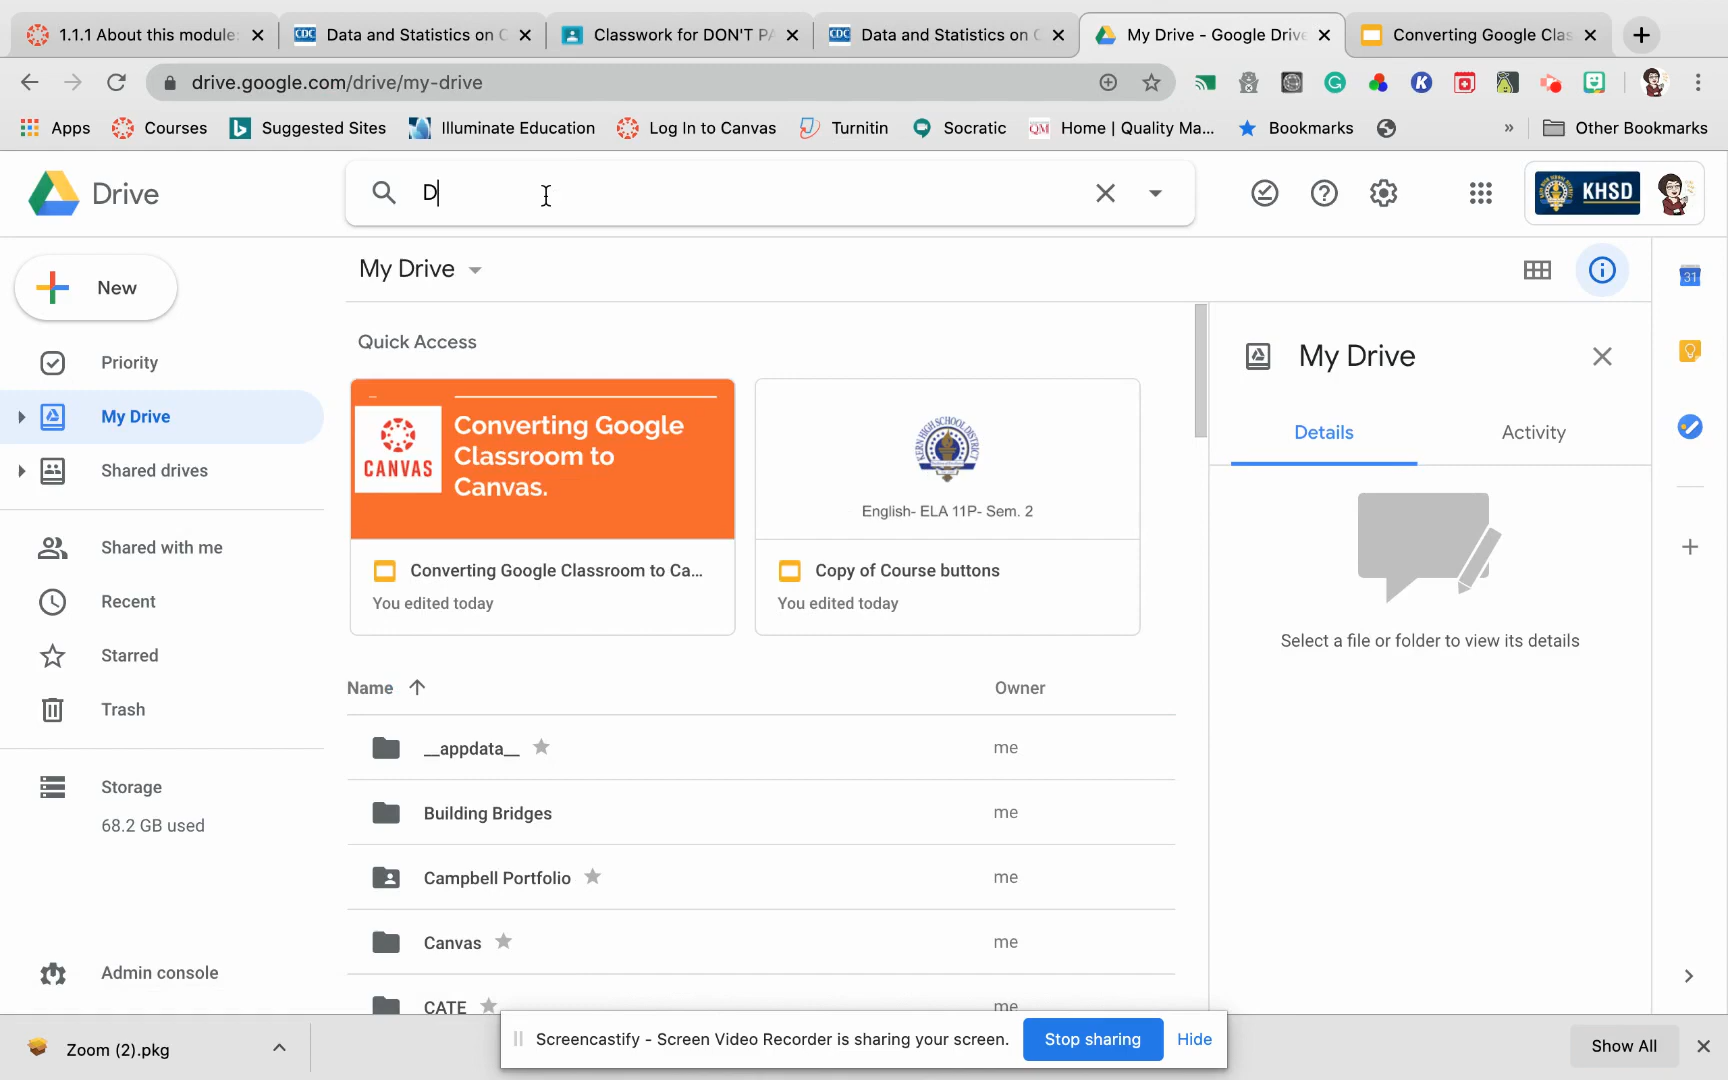 1.1.1 About this module:
Data and Statistics on C
Classwork for DON'T PA
Data and Statistics on C
My Drive - Google Drive
Converting Google Clas
drive.google.com/drive/my-drive
Apps
Courses
Suggested Sites
Illuminate Education
Log In to Canvas
Turnitin
Socratic
Home | Quality Ma...
Bookmarks
»
Other Bookmarks
Drive
D
KHSD
New
My Drive
Priority
My Drive
Shared drives
Shared with me
Recent
Starred
Trash
Storage
68.2 GB used
Admin console
Quick Access
CANVAS
Converting Google
Classroom to
Canvas.
Converting Google Classroom to Ca...
You edited today
KERN HIGH SCHOOL DISTRICT
English- ELA 11P- Sem. 2
Copy of Course buttons
You edited today
Name
Owner
__appdata__
me
Building Bridges
me
Campbell Portfolio
me
Canvas
me
CATE
me
My Drive
Details
Activity
Select a file or folder to view its details
31
Zoom (2).pkg
Screencastify - Screen Video Recorder is sharing your screen.
Stop sharing
Hide
Show All